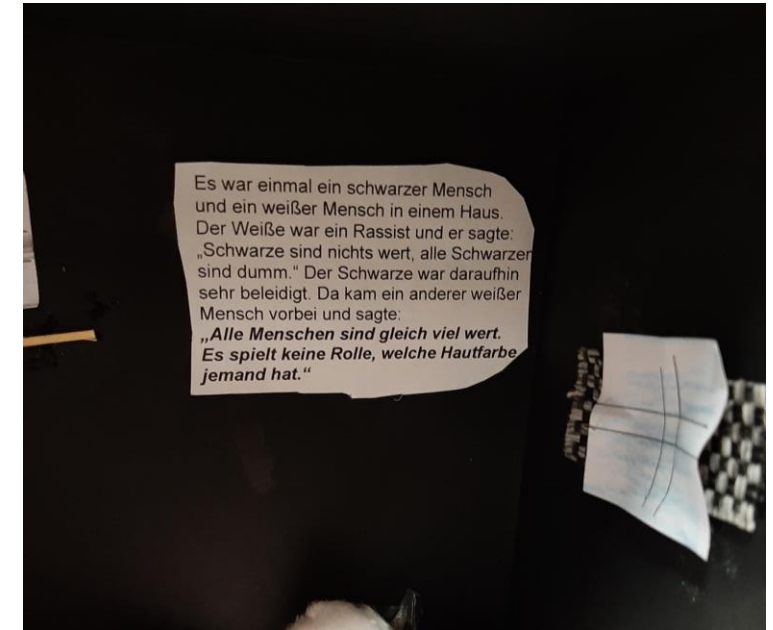 Es war einmal ein schwarzer Mensch
und ein weißer Mensch in einem Haus.
Der Weiße war ein Rassist und er sagte:
„Schwarze sind nichts wert, alle Schwarzen
sind dumm.“ Der Schwarze war daraufhin
sehr beleidigt. Da kam ein anderer weißer
Mensch vorbei und sagte:
„Alle Menschen sind gleich viel wert.
Es spielt keine Rolle, welche Hautfarbe
jemand hat.“